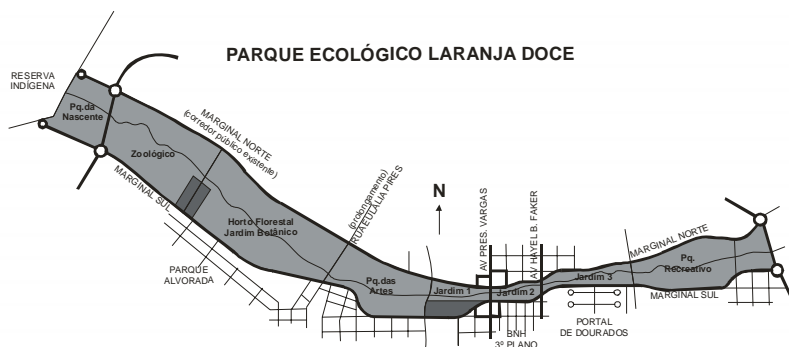 PARQUE ECOLÓGICO LARANJA DOCE
RESERVA
INDÍGENA
Pq.da
Nascente
Zoológico
MARGINAL NORTE
(corredor público existente)
MARGINAL SUL
Horto Florestal
Jardim Botânico
PARQUE
ALVORADA
(prolongamento)
RUA EULÁLIA PIRES
N
Pq.das
Artes
Jardim 1
AV PRES. VARGAS
Jardim 2
AV HAYEL B. FAKER
BNH
3º PLANO
Jardim 3
MARGINAL NORTE
Pq.
Recreativo
MARGINAL SUL
PORTAL
DE DOURADOS